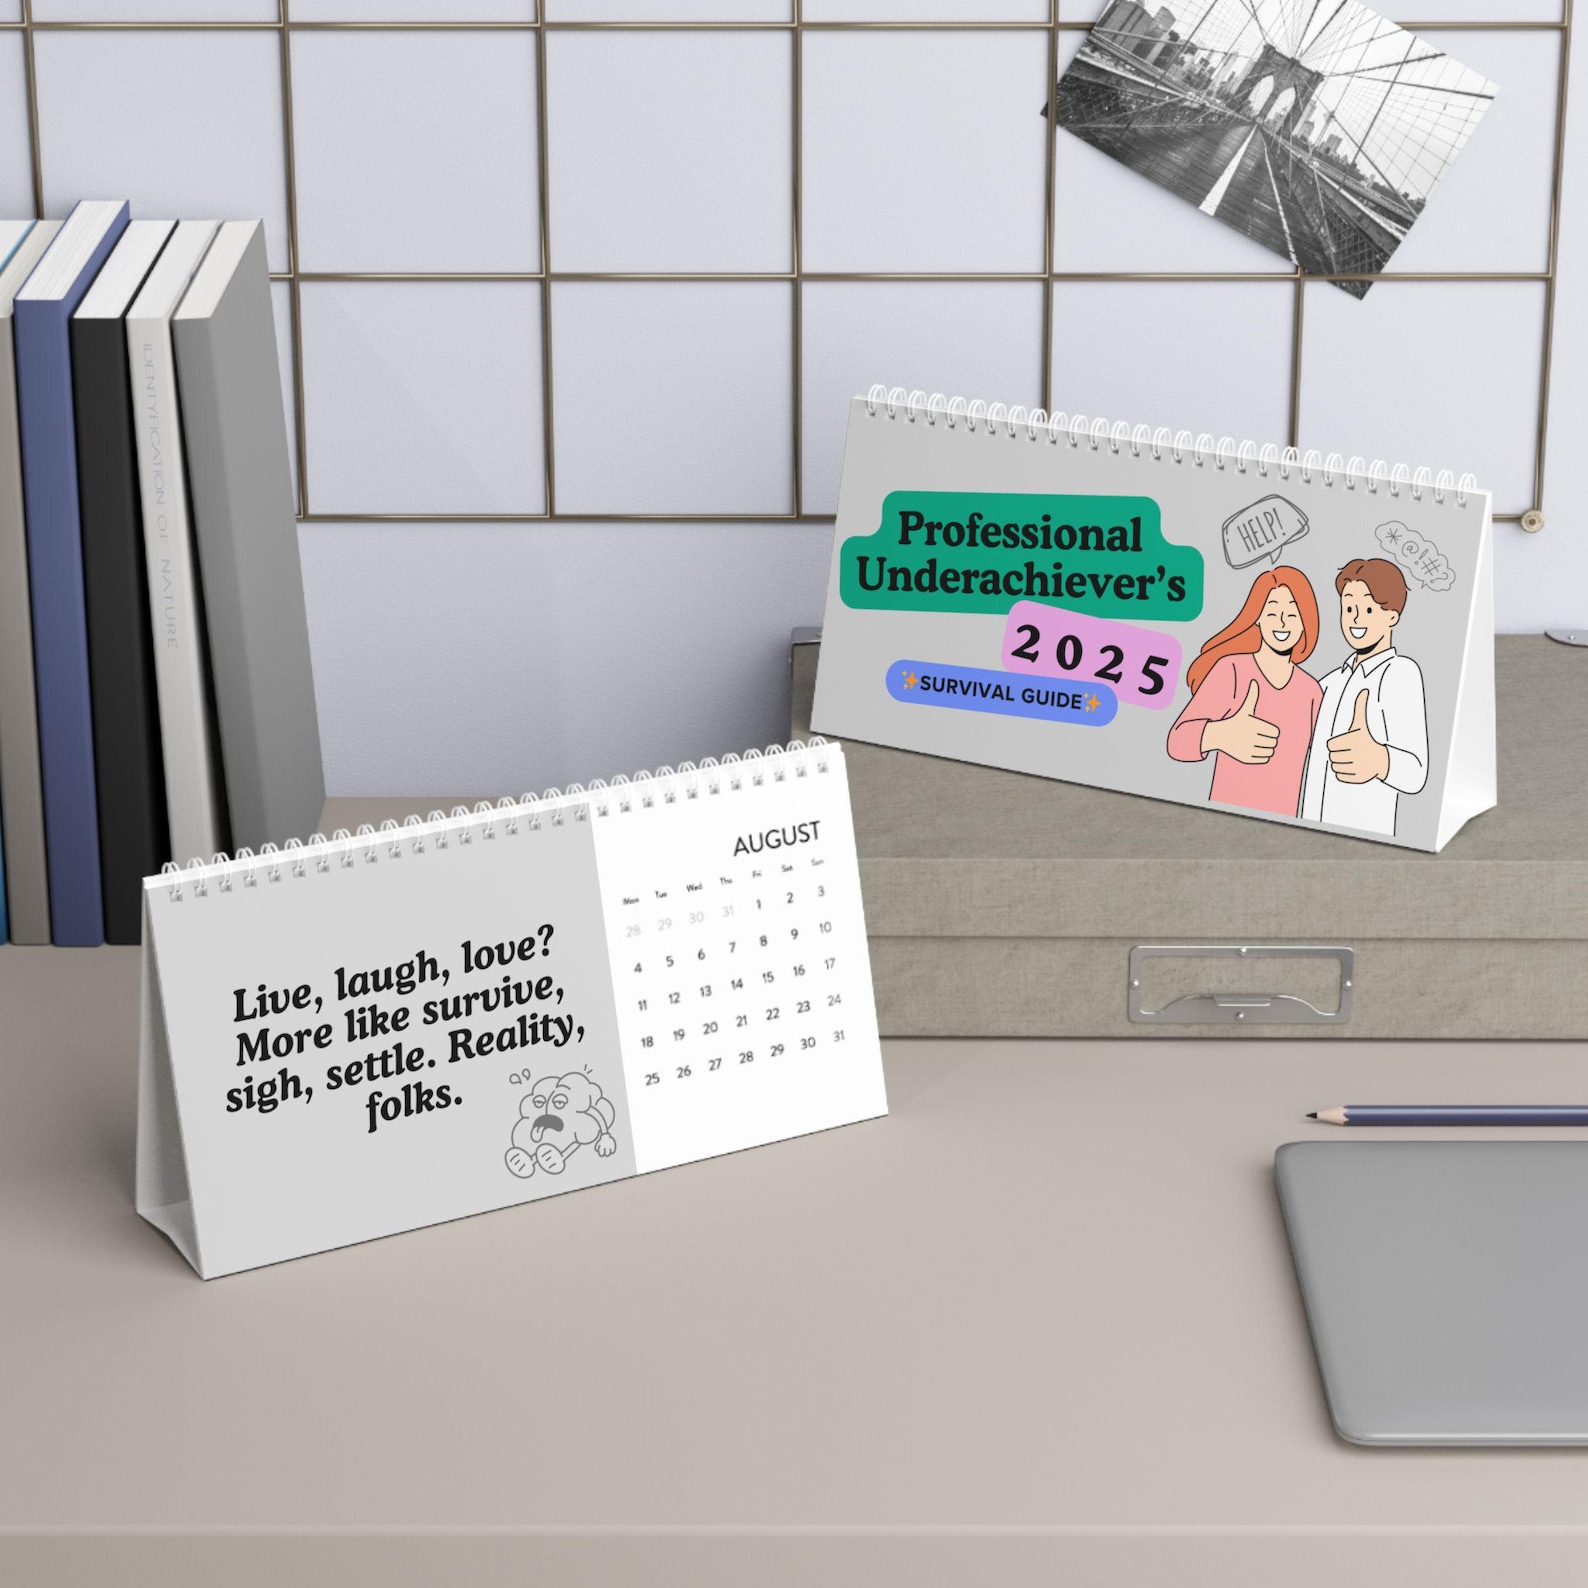 IDENTYFICATION OF NATURE
Professional
Underachiever's
2025
✨SURVIVAL GUIDE✨
HELP!
*@!#?
Live, laugh, love?
More like survive,
sigh, settle. Reality,
folks.
AUGUST
Mon Tue Wed Thu Fri Sat Sun
28 29 30 31 1 2 3
4 5 6 7 8 9 10
11 12 13 14 15 16 17
18 19 20 21 22 23 24
25 26 27 28 29 30 31